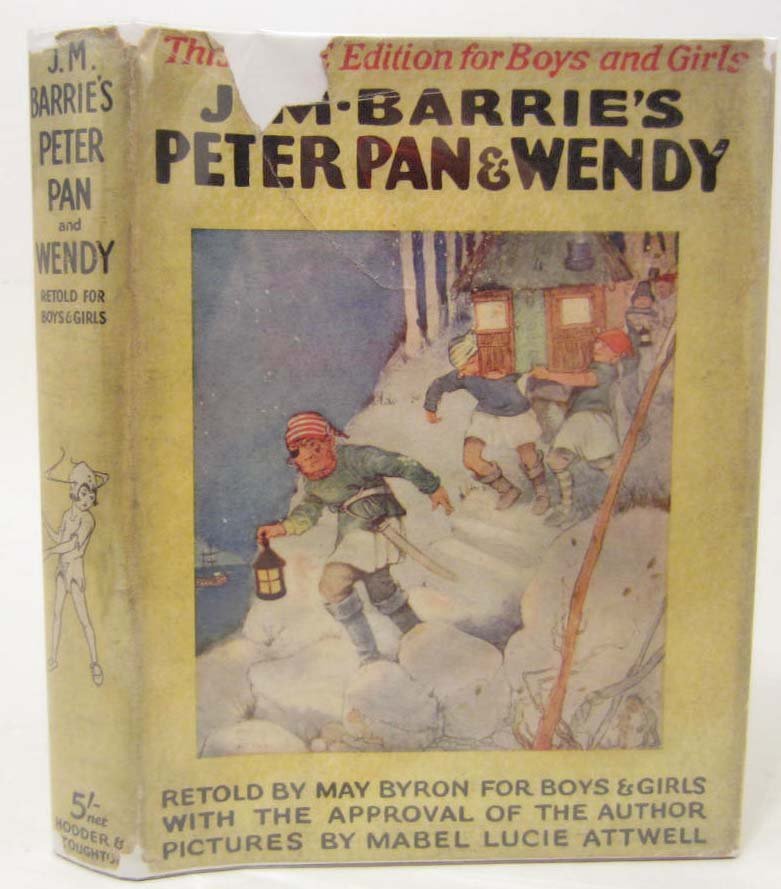 J.M.
BARRIE'S
PETER
PAN
and
WENDY
RETOLD FOR
BOYS & GIRLS
5/-
net
HODDER &
STOUGHTON
This Edition for Boys and Girls
J.M. BARRIE'S
PETER PAN & WENDY
RETOLD BY MAY BYRON FOR BOYS & GIRLS
WITH THE APPROVAL OF THE AUTHOR
PICTURES BY MABEL LUCIE ATTWELL